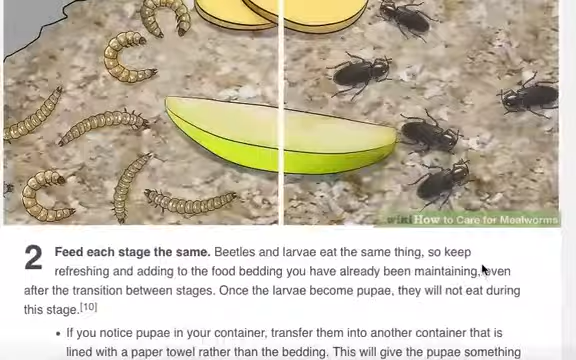 wikiHow to Care for Mealworms
2 Feed each stage the same. Beetles and larvae eat the same thing, so keep
refreshing and adding to the food bedding you have already been maintaining, even
after the transition between stages. Once the larvae become pupae, they will not eat during
this stage.[10]
• If you notice pupae in your container, transfer them into another container that is
lined with a paper towel rather than the bedding. This will give the pupae something